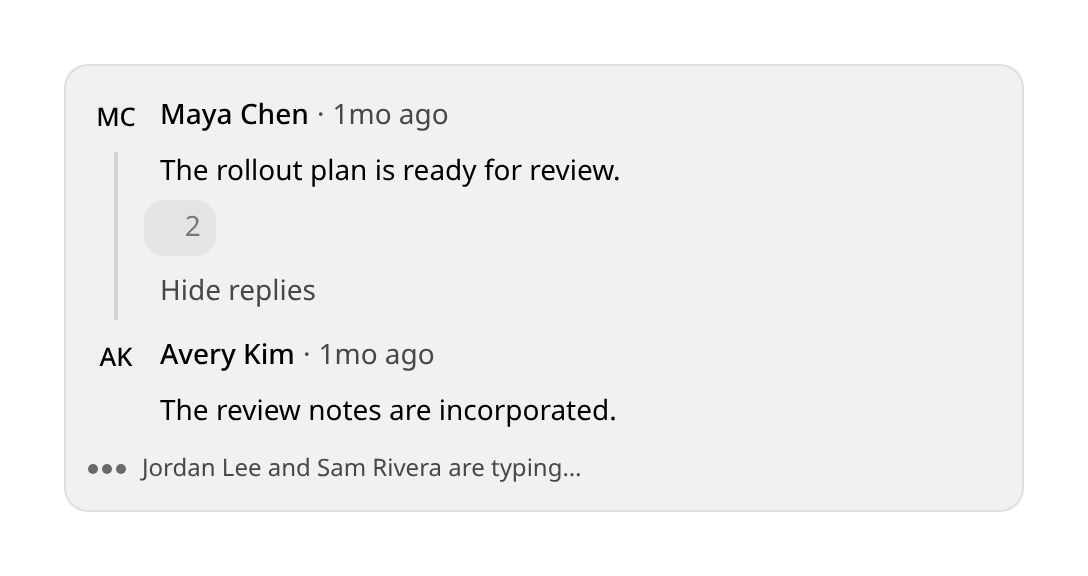 MC Maya Chen · 1mo ago
The rollout plan is ready for review.
2
Hide replies
AK Avery Kim · 1mo ago
The review notes are incorporated.
Jordan Lee and Sam Rivera are typing...